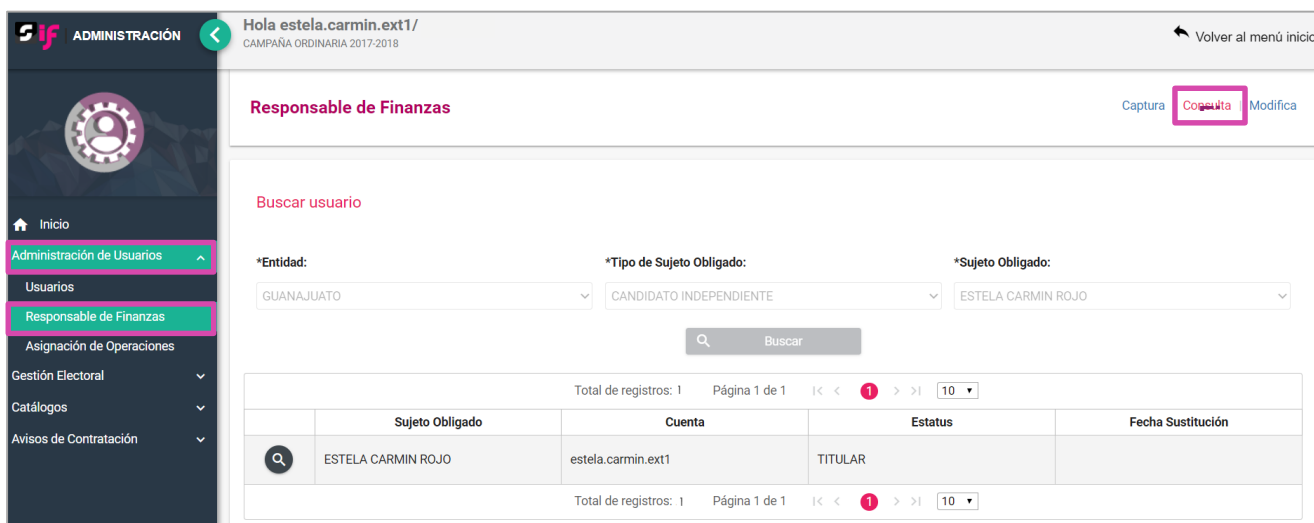 sif ADMINISTRACIÓN
Hola estela.carmin.ext1/
CAMPAÑA ORDINARIA 2017-2018
Volver al menú inicio
Responsable de Finanzas
Captura Consulta | Modifica
Buscar usuario
Inicio
Administración de Usuarios
Usuarios
Responsable de Finanzas
Asignación de Operaciones
Gestión Electoral
Catálogos
Avisos de Contratación
*Entidad: *Tipo de Sujeto Obligado: *Sujeto Obligado:
GUANAJUATO CANDIDATO INDEPENDIENTE ESTELA CARMIN ROJO
Buscar
Total de registros: 1 Página 1 de 1 |< < 1 > >| 10
Sujeto Obligado Cuenta Estatus Fecha Sustitución
ESTELA CARMIN ROJO estela.carmin.ext1 TITULAR
Total de registros: 1 Página 1 de 1 |< < 1 > >| 10